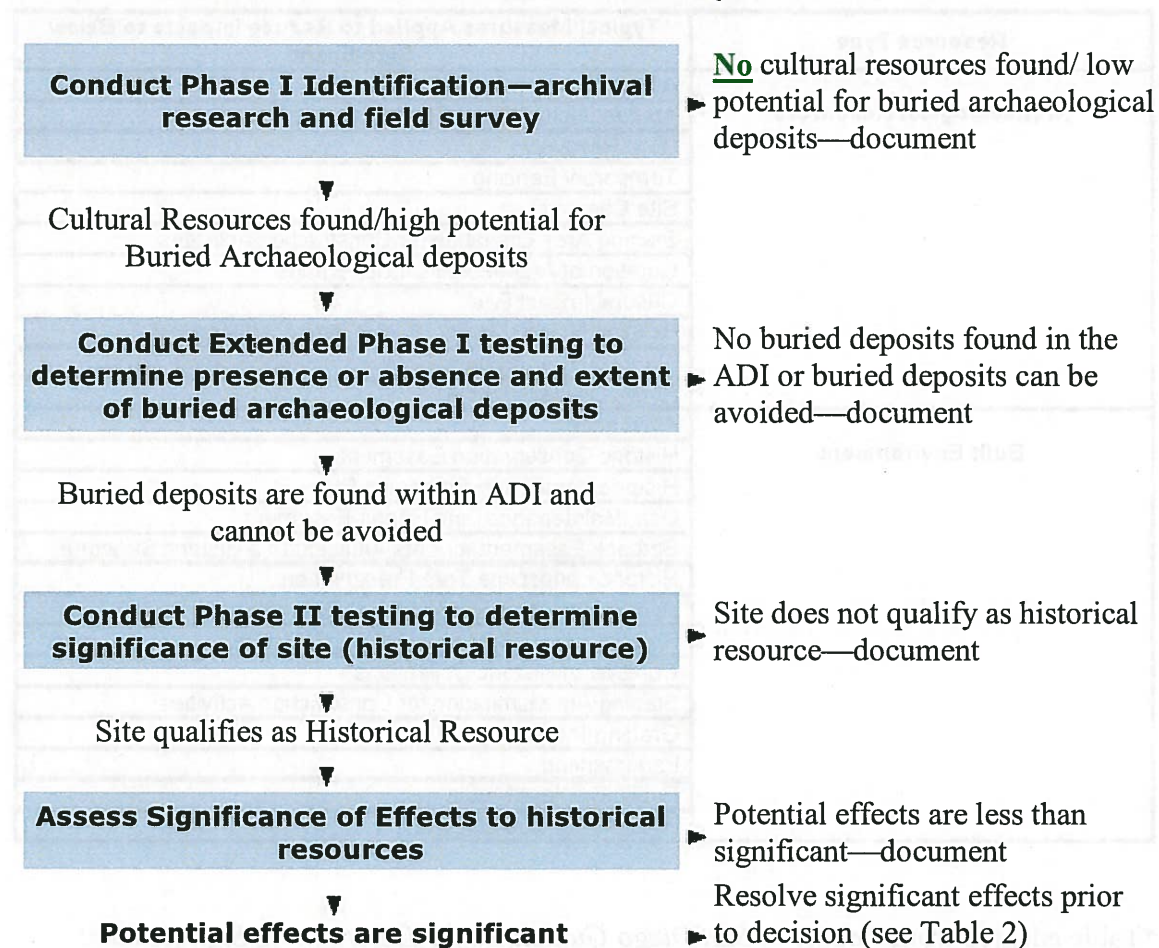 Conduct Phase I Identification—archival
research and field survey
No cultural resources found/ low
potential for buried archaeological
deposits—document
Cultural Resources found/high potential for
Buried Archaeological deposits
Conduct Extended Phase I testing to
determine presence or absence and extent
of buried archaeological deposits
No buried deposits found in the
ADI or buried deposits can be
avoided—document
Buried deposits are found within ADI and
cannot be avoided
Conduct Phase II testing to determine
significance of site (historical resource)
Site does not qualify as historical
resource—document
Site qualifies as Historical Resource
Assess Significance of Effects to historical
resources
Potential effects are less than
significant—document
Potential effects are significant
Resolve significant effects prior
to decision (see Table 2)